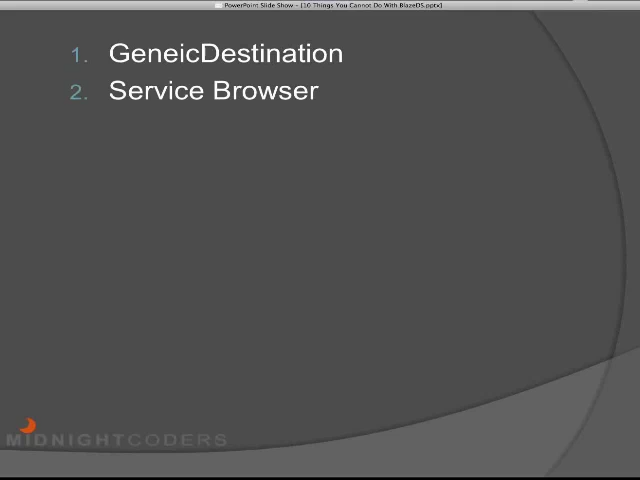 PowerPoint Slide Show - [10 Things You Cannot Do With BlazeDS.pptx]
1. GeneicDestination
2. Service Browser
MIDNIGHTCODERS